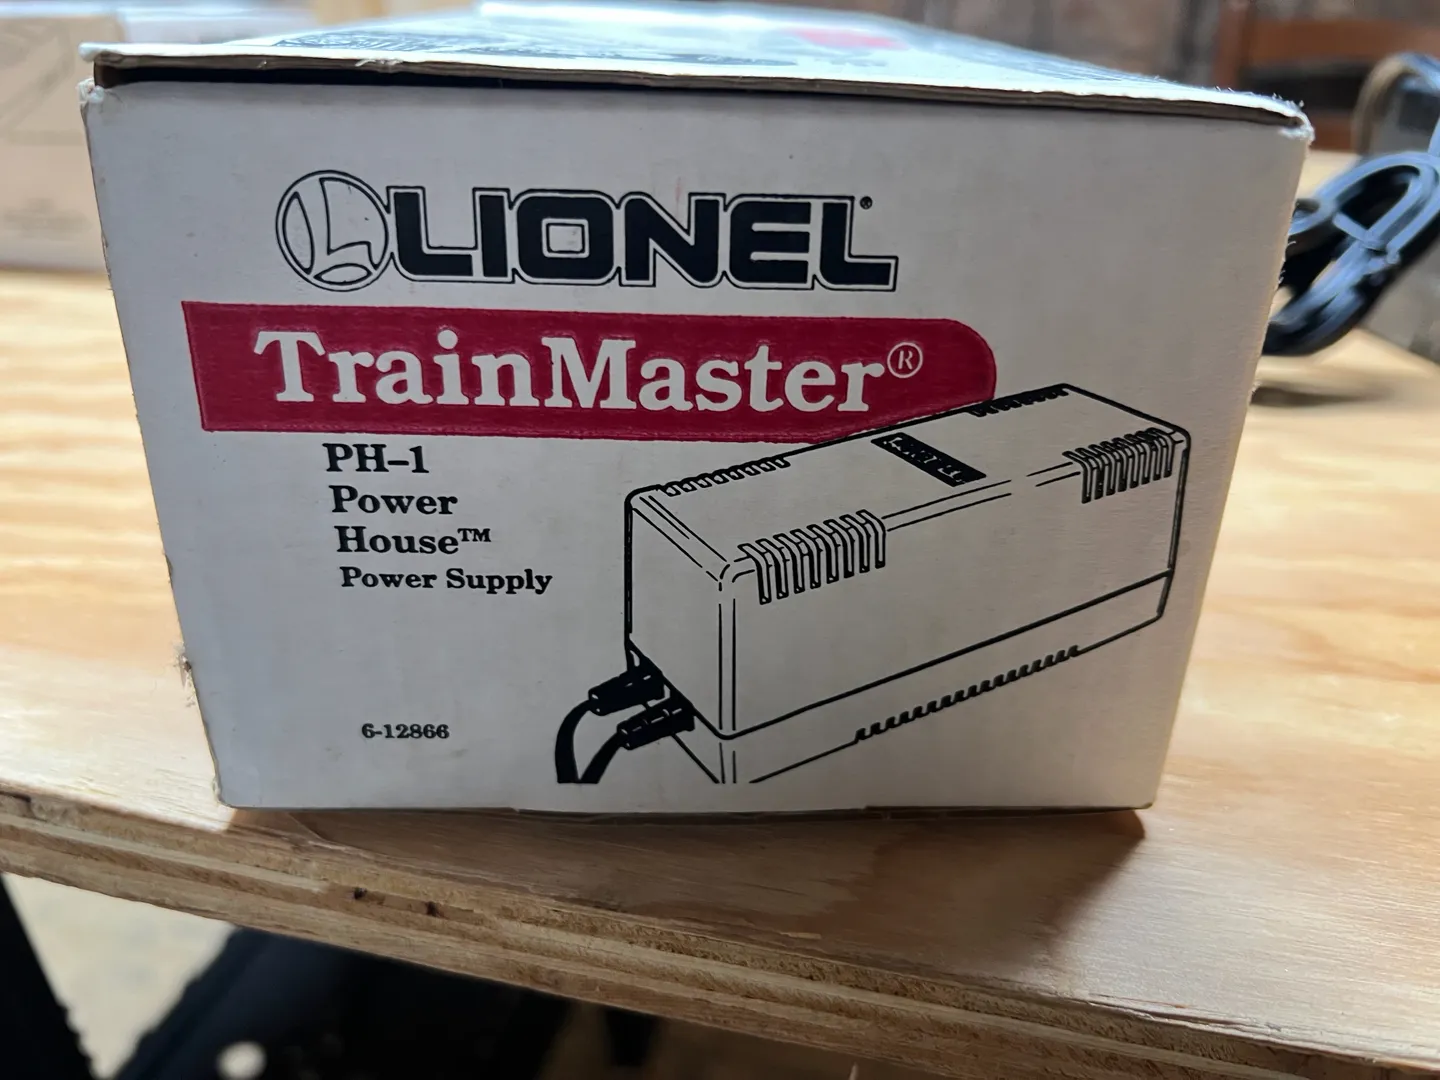 LIONEL®
TrainMaster®
PH-1
Power
House™
Power Supply
6-12866